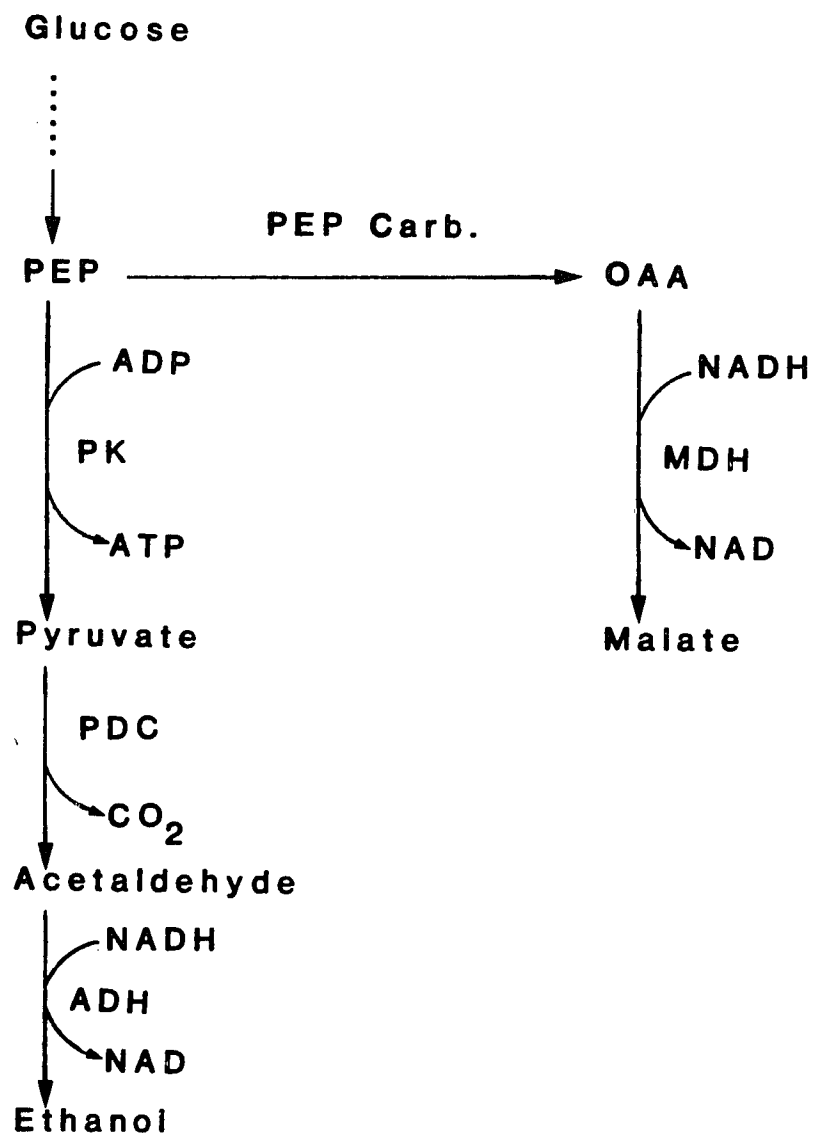 Glucose
PEP Carb.
PEP
OAA
ADP
NADH
PK
MDH
ATP
NAD
Pyruvate
Malate
PDC
CO₂
Acetaldehyde
NADH
ADH
NAD
Ethanol